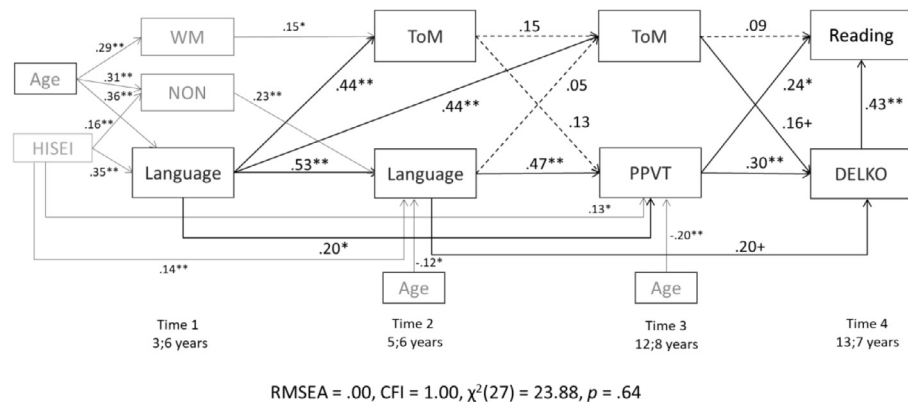 WM .15* ToM .15 ToM .09 Reading
.29**
Age .31** NON .44** .05 .24*
.36** .23** .44** .43**
.16** .13 .16+
HISEI
.35** Language .53** Language .47** PPVT .30** DELKO
.13*
.20* -.20** .20+
.14** -.12*
Age Age
Time 1 Time 2 Time 3 Time 4
3;6 years 5;6 years 12;8 years 13;7 years
RMSEA = .00, CFI = 1.00, χ²(27) = 23.88, p = .64